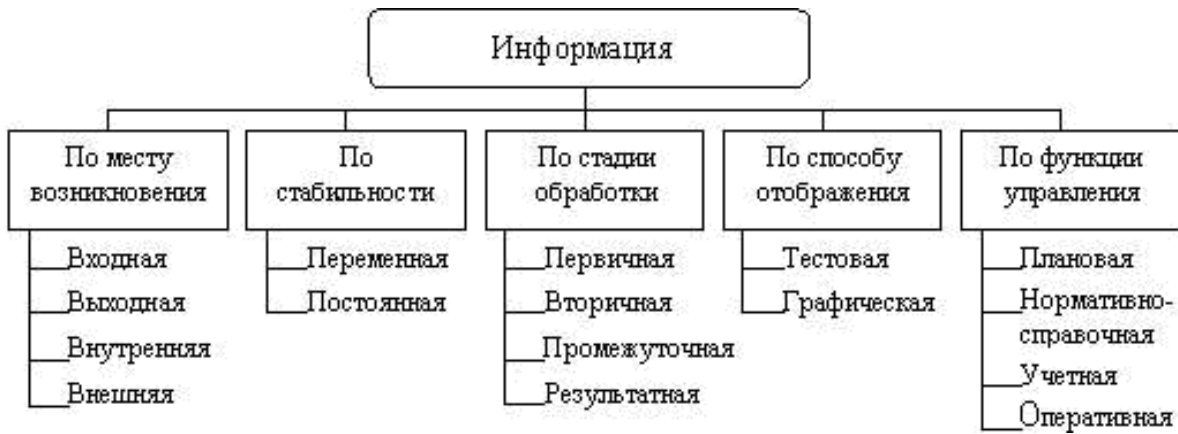 Информация
По месту
возникновения
Входная
Выходная
Внутренняя
Внешняя
По
стабильности
Переменная
Постоянная
По стадии
обработки
Первичная
Вторичная
Промежуточная
Результатная
По способу
отображения
Тестовая
Графическая
По функции
управления
Плановая
Нормативно-
справочная
Учетная
Оперативная